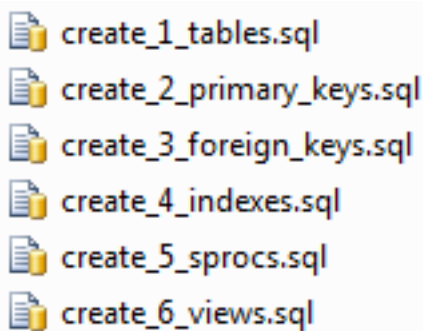 create_1_tables.sql
create_2_primary_keys.sql
create_3_foreign_keys.sql
create_4_indexes.sql
create_5_sprocs.sql
create_6_views.sql